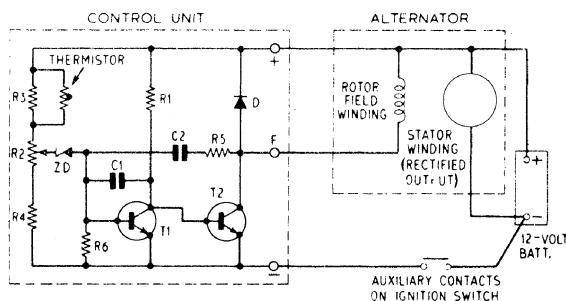 CONTROL UNIT
ALTERNATOR
THERMISTOR
+
R3
R1
D
ROTOR
FIELD
WINDING
C2
R5
F
STATOR
WINDING
(RECTIFIED
OUTPUT)
R2
ZD
C1
+
T2
R4
T1
R6
−
−
12-VOLT
BATT.
AUXILIARY CONTACTS
ON IGNITION SWITCH